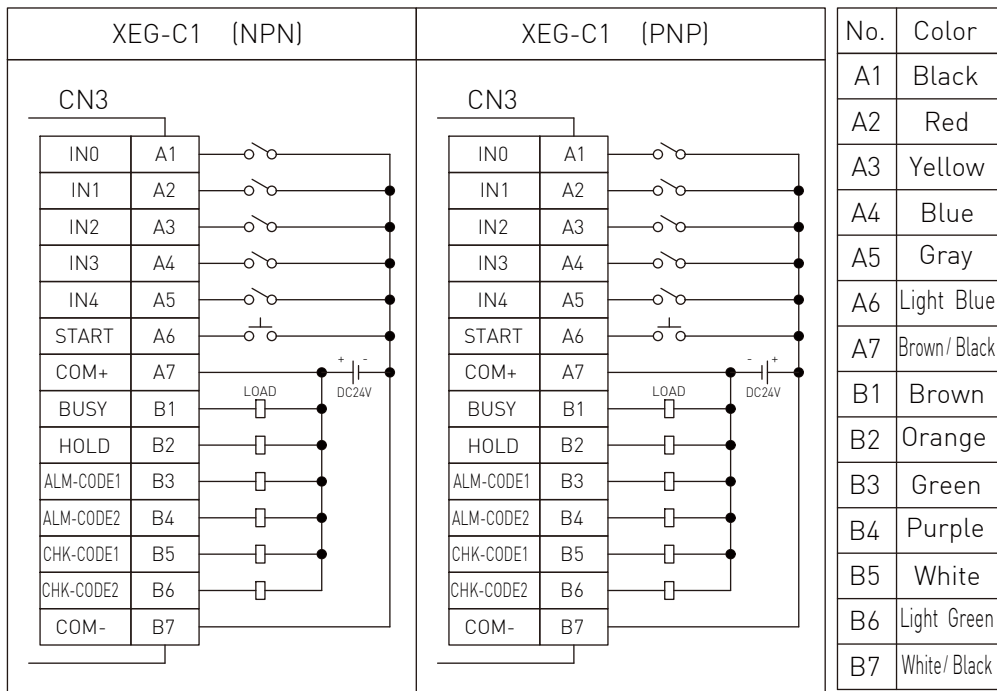 XEG-C1 (NPN)
CN3
IN0 A1
IN1 A2
IN2 A3
IN3 A4
IN4 A5
START A6
COM+ A7
+ -
DC24V
LOAD
BUSY B1
HOLD B2
ALM-CODE1 B3
ALM-CODE2 B4
CHK-CODE1 B5
CHK-CODE2 B6
COM- B7
XEG-C1 (PNP)
CN3
IN0 A1
IN1 A2
IN2 A3
IN3 A4
IN4 A5
START A6
COM+ A7
- +
DC24V
LOAD
BUSY B1
HOLD B2
ALM-CODE1 B3
ALM-CODE2 B4
CHK-CODE1 B5
CHK-CODE2 B6
COM- B7
No. Color
A1 Black
A2 Red
A3 Yellow
A4 Blue
A5 Gray
A6 Light Blue
A7 Brown/Black
B1 Brown
B2 Orange
B3 Green
B4 Purple
B5 White
B6 Light Green
B7 White/Black